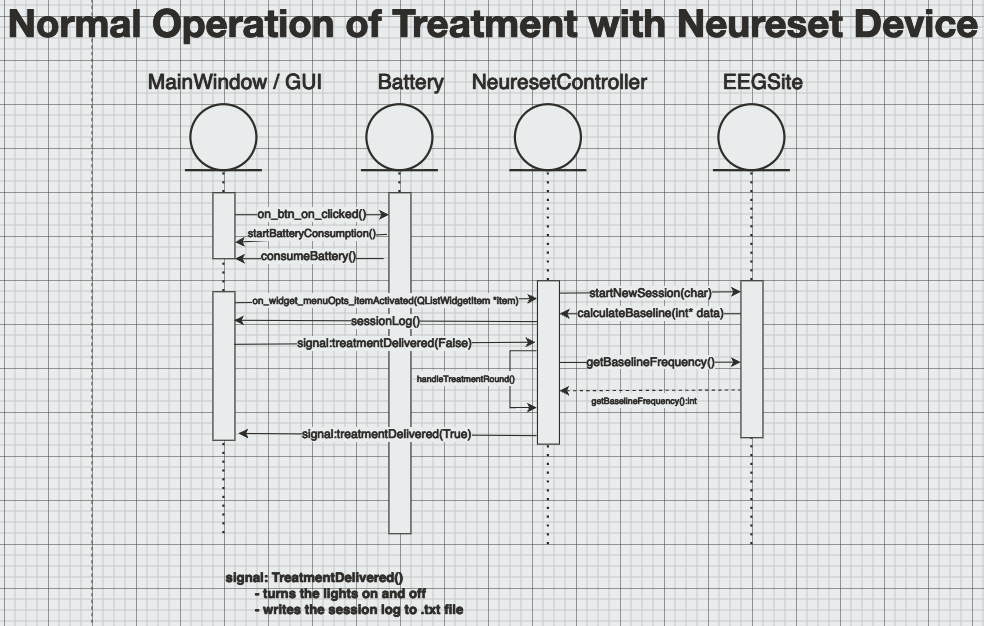 Normal Operation of Treatment with Neureset Device
MainWindow / GUI
Battery
NeuresetController
EEGSite
on_btn_on_clicked()
startBatteryConsumption()
consumeBattery()
on_widget_menuOpts_itemActivated(QListWidgetItem *item)
startNewSession(char)
sessionLog()
calculateBaseline(int* data)
signal:treatmentDelivered(False)
getBaselineFrequency()
handleTreatmentRound()
getBaselineFrequency():int
signal:treatmentDelivered(True)
signal: TreatmentDelivered()
- turns the lights on and off
- writes the session log to .txt file